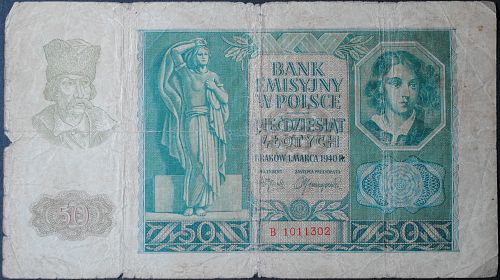 BANK
EMISYJNY
W POLSCE
PIĘĆDZIESIĄT
ZŁOTYCH
KRAKÓW 1. MARCA 1940 R.
50
50
B 1011302
50